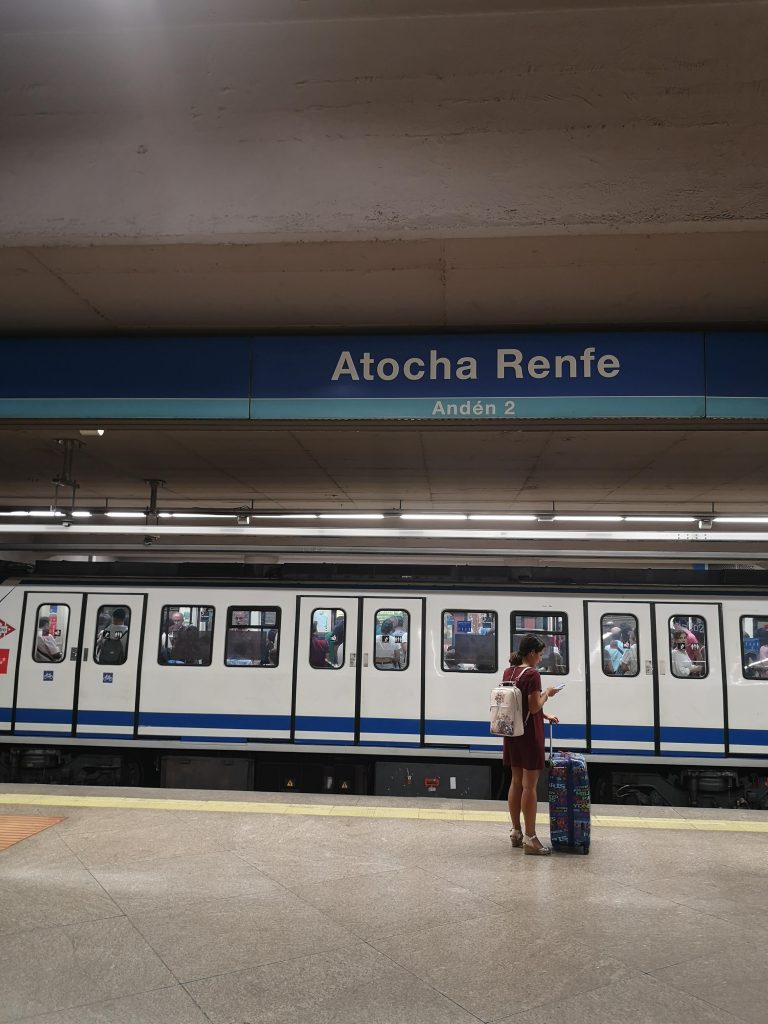 Atocha Renfe
Andén 2